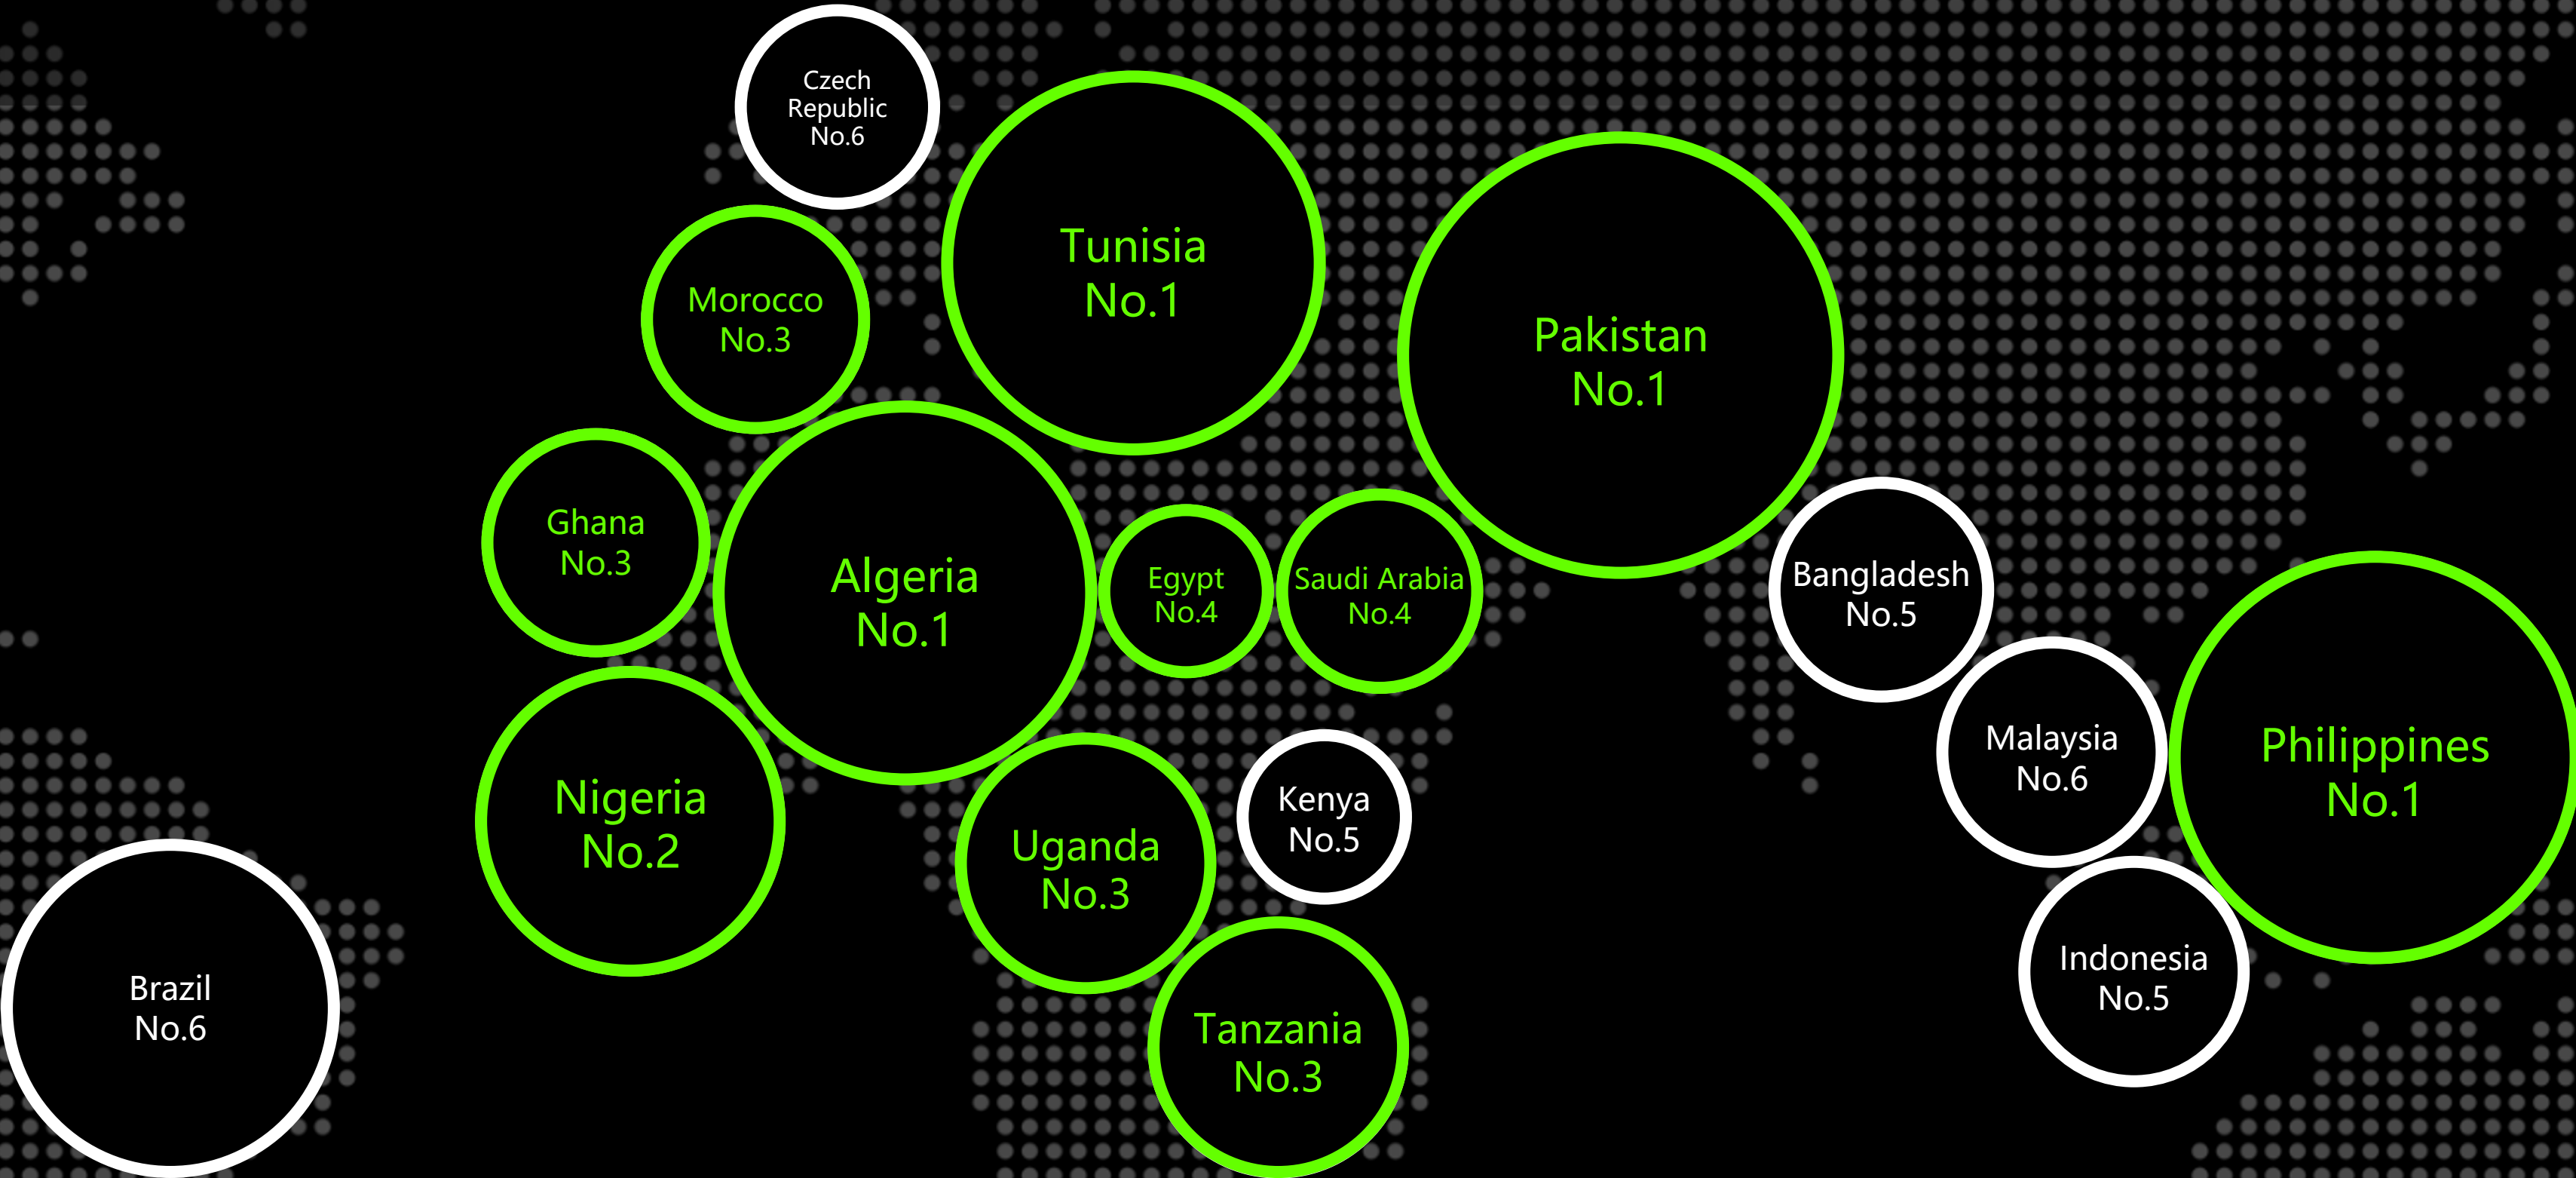 Czech
Republic
No.6
Tunisia
No.1
Pakistan
No.1
Morocco
No.3
Ghana
No.3
Algeria
No.1
Egypt
No.4
Saudi Arabia
No.4
Bangladesh
No.5
Malaysia
No.6
Philippines
No.1
Nigeria
No.2
Uganda
No.3
Kenya
No.5
Brazil
No.6
Tanzania
No.3
Indonesia
No.5